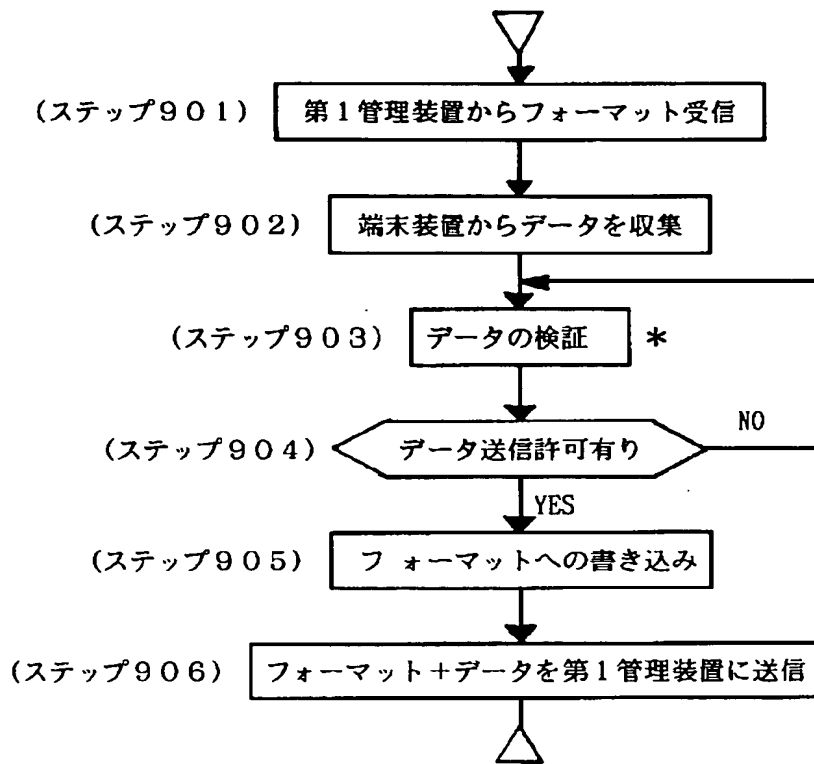 (ステップ901) 第1管理装置からフォーマット受信
(ステップ902) 端末装置からデータを収集
(ステップ903) データの検証 *
(ステップ904) データ送信許可有り NO
YES
(ステップ905) フォーマットへの書き込み
(ステップ906) フォーマット+データを第1管理装置に送信